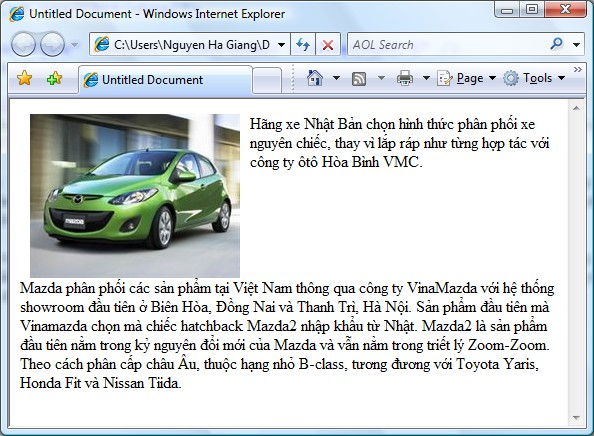 Untitled Document - Windows Internet Explorer
C:\Users\Nguyen Ha Giang\D
AOL Search
Untitled Document
Page
Tools
Hãng xe Nhật Bản chọn hình thức phân phối xe
nguyên chiếc, thay vì lắp ráp như từng hợp tác với
công ty ôtô Hòa Bình VMC.
mazda
Mazda phân phối các sản phẩm tại Việt Nam thông qua công ty VinaMazda với hệ thống
showroom đầu tiên ở Biên Hòa, Đồng Nai và Thanh Trì, Hà Nội. Sản phẩm đầu tiên mà
Vinamazda chọn mà chiếc hatchback Mazda2 nhập khẩu từ Nhật. Mazda2 là sản phẩm
đầu tiên nằm trong kỷ nguyên đổi mới của Mazda và vẫn nằm trong triết lý Zoom-Zoom.
Theo cách phân cấp châu Âu, thuộc hạng nhỏ B-class, tương đương với Toyota Yaris,
Honda Fit và Nissan Tiida.